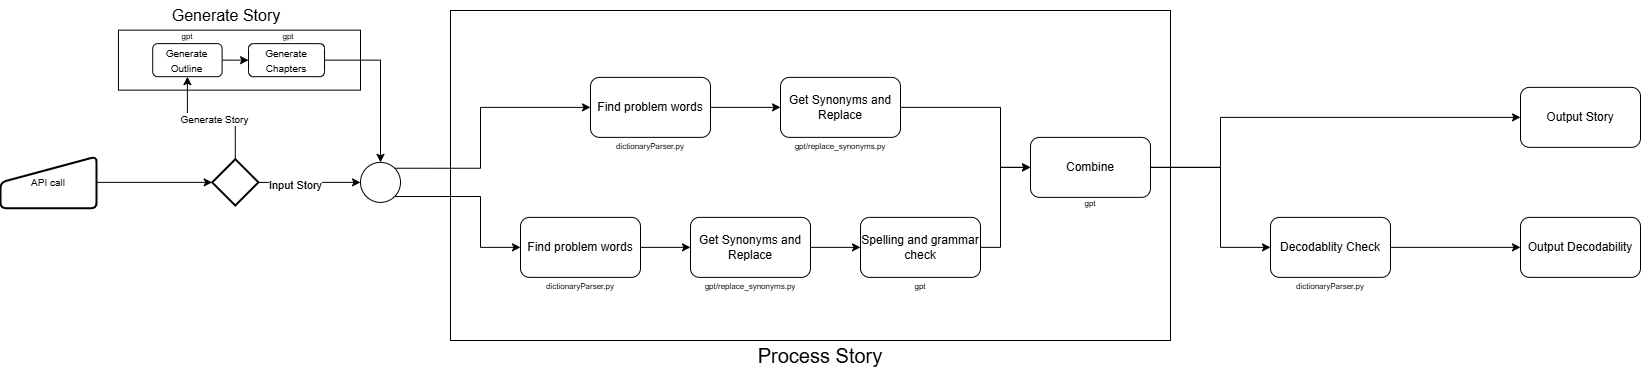 Generate Story
gpt
gpt
Generate
Outline
Generate
Chapters
Generate Story
API call
Input Story
Find problem words
dictionaryParser.py
Get Synonyms and
Replace
gpt/replace_synonyms.py
Find problem words
dictionaryParser.py
Get Synonyms and
Replace
gpt/replace_synonyms.py
Spelling and grammar
check
gpt
Combine
gpt
Process Story
Output Story
Decodablity Check
dictionaryParser.py
Output Decodability